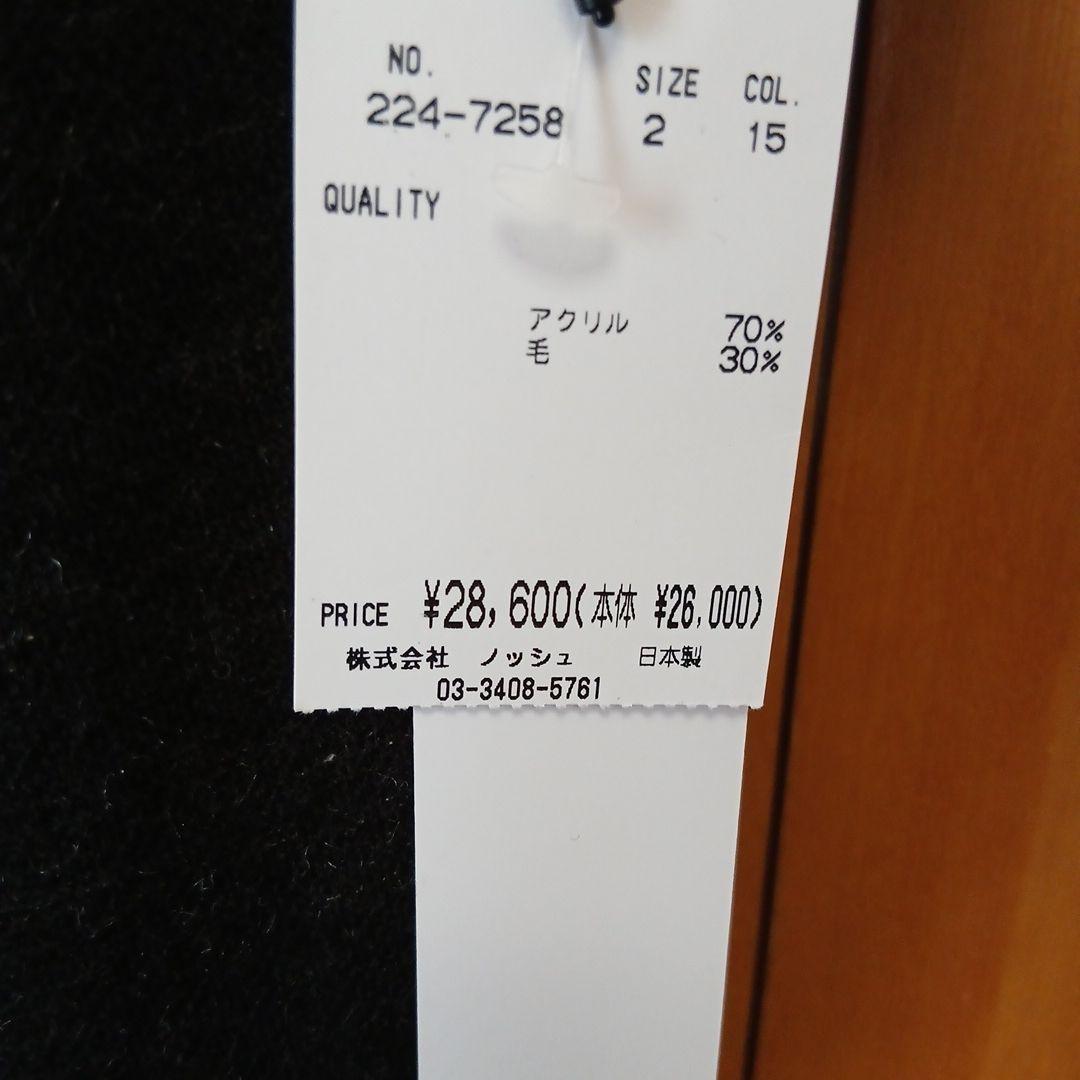 NO. SIZE COL.
224-7258 2 15
QUALITY
アクリル 70%
毛 30%
PRICE ¥28,600(本体 ¥26,000)
株式会社 ノッシュ 日本製
03-3408-5761